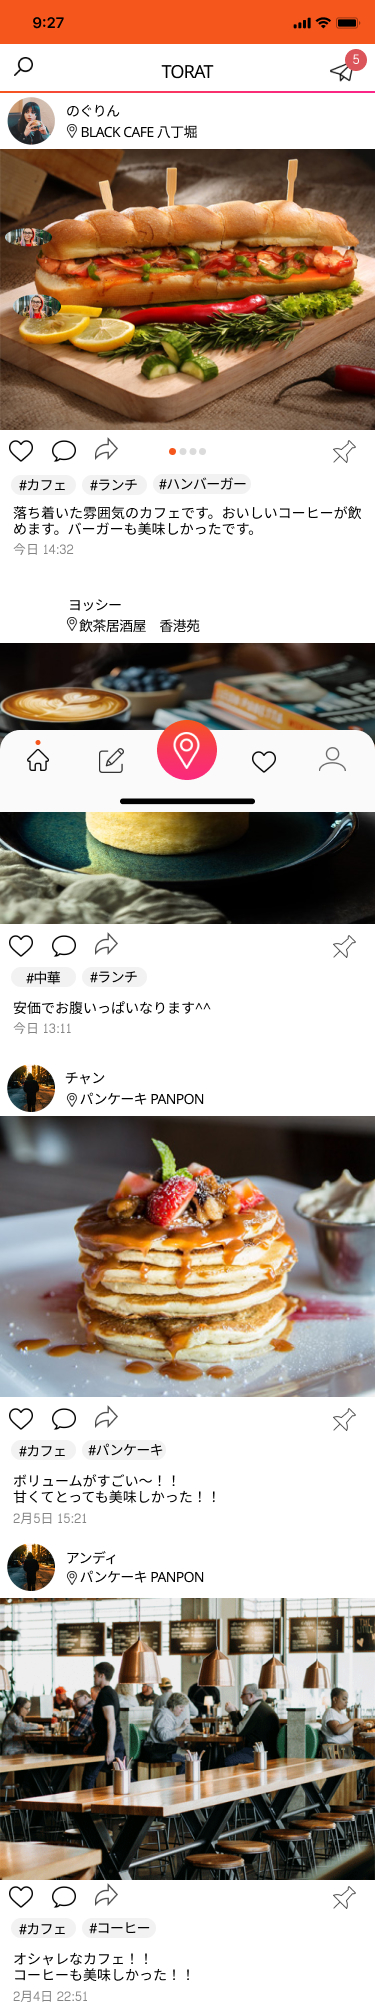 9:27
TORAT
5
のぐりん
BLACK CAFE 八丁堀
#カフェ #ランチ #ハンバーガー
落ち着いた雰囲気のカフェです。おいしいコーヒーが飲
めます。バーガーも美味しかったです。
今日 14:32
ヨッシー
飲茶居酒屋　香港苑
#中華 #ランチ
安価でお腹いっぱいなります^^
今日 13:11
チャン
パンケーキ PANPON
#カフェ #パンケーキ
ボリュームがすごい〜！！
甘くてとっても美味しかった！！
2月5日 15:21
アンディ
パンケーキ PANPON
#カフェ #コーヒー
オシャレなカフェ！！
コーヒーも美味しかった！！
2月4日 22:51